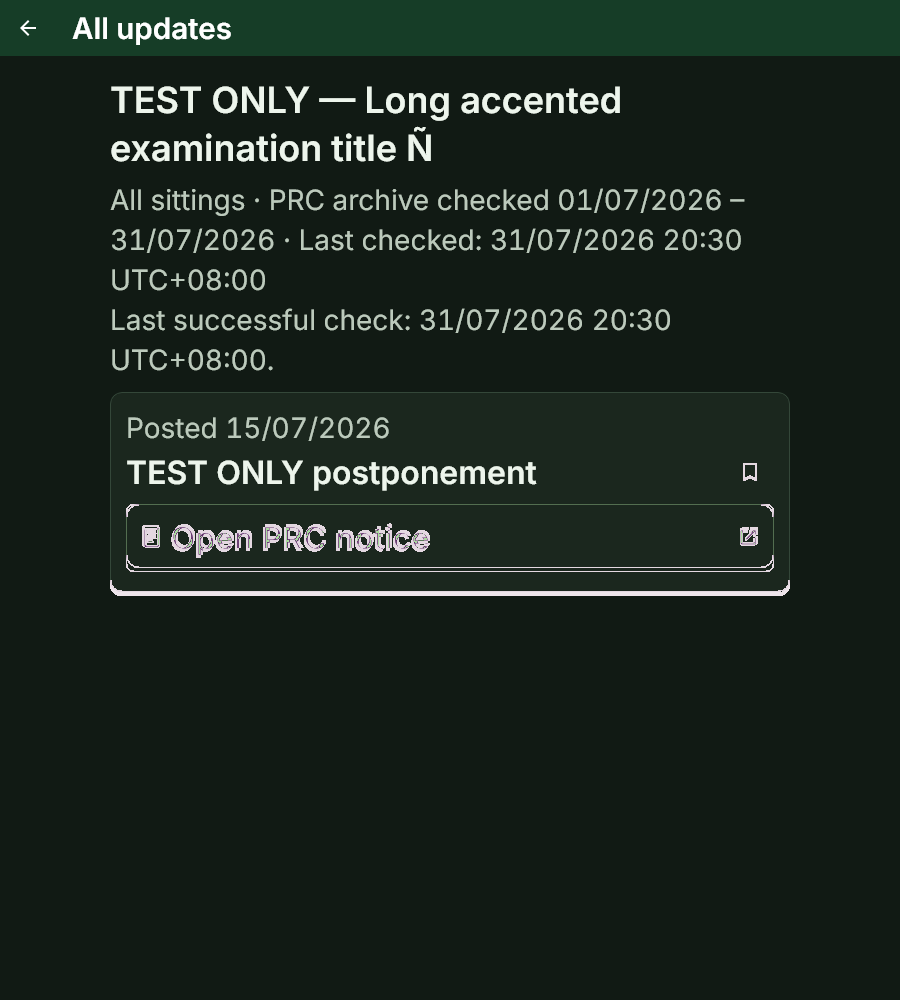 All updates
TEST ONLY — Long accented
examination title Ñ
All sittings · PRC archive checked 01/07/2026 –
31/07/2026 · Last checked: 31/07/2026 20:30
UTC+08:00
Last successful check: 31/07/2026 20:30
UTC+08:00.
Posted 15/07/2026
TEST ONLY postponement
Open PRC notice